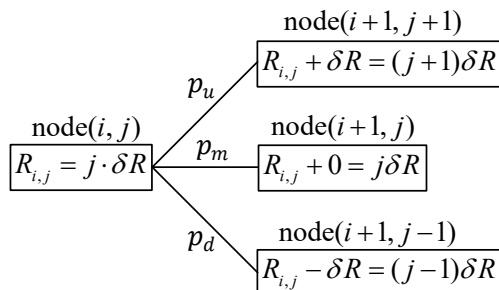 node(i+1, j+1)
R_{i,j} + δR = (j+1)δR
p_u
node(i, j)
R_{i,j} = j · δR
p_m
node(i+1, j)
R_{i,j} + 0 = jδR
p_d
node(i+1, j−1)
R_{i,j} − δR = (j−1)δR